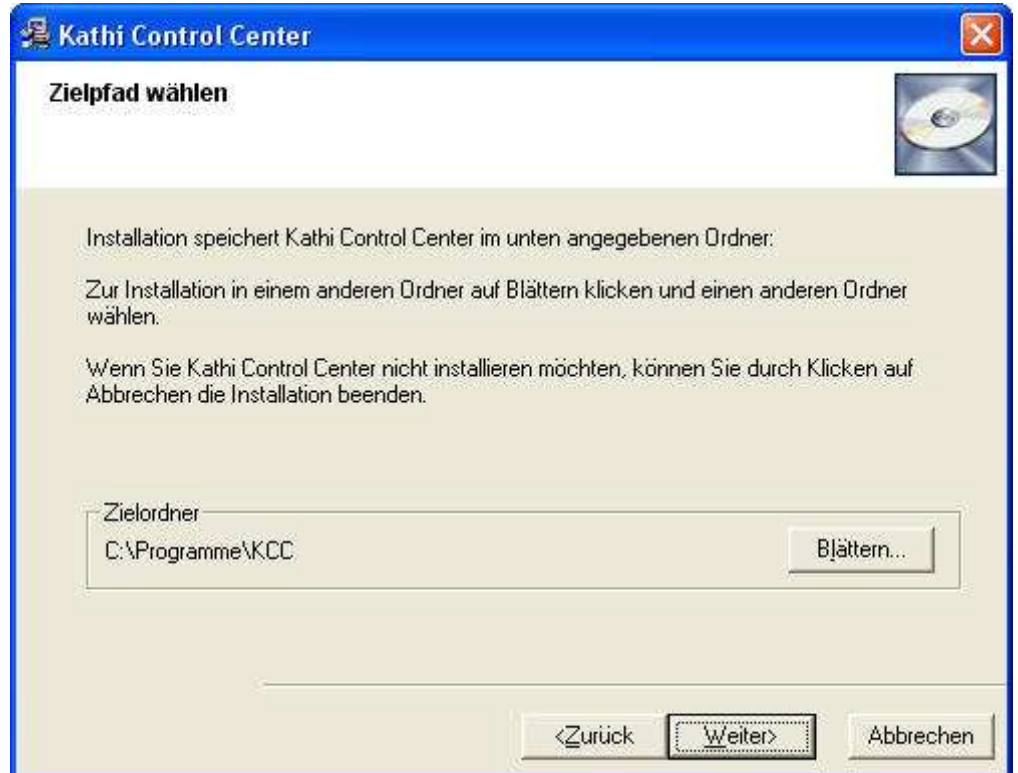 Kathi Control Center
Zielpfad wählen
Installation speichert Kathi Control Center im unten angegebenen Ordner:
Zur Installation in einem anderen Ordner auf Blättern klicken und einen anderen Ordner
wählen.
Wenn Sie Kathi Control Center nicht installieren möchten, können Sie durch Klicken auf
Abbrechen die Installation beenden.
Zielordner
C:\Programme\KCC
Blättern...
<Zurück
Weiter>
Abbrechen